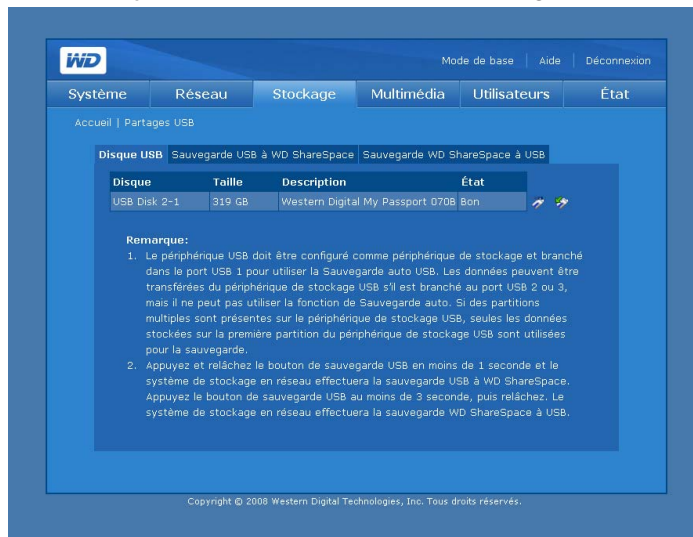 WD
Mode de base | Aide | Déconnexion
Système Réseau Stockage Multimédia Utilisateurs État
Accueil | Partages USB
Disque USB Sauvegarde USB à WD ShareSpace Sauvegarde WD ShareSpace à USB
Disque Taille Description État
USB Disk 2-1 319 GB Western Digital My Passport 070B Bon
Remarque:
1. Le périphérique USB doit être configuré comme périphérique de stockage et branché
dans le port USB 1 pour utiliser la Sauvegarde auto USB. Les données peuvent être
transférées du périphérique de stockage USB s'il est branché au port USB 2 ou 3,
mais il ne peut pas utiliser la fonction de Sauvegarde auto. Si des partitions
multiples sont présentes sur le périphérique de stockage USB, seules les données
stockées sur la première partition du périphérique de stockage USB sont utilisées
pour la sauvegarde.
2. Appuyez et relâchez le bouton de sauvegarde USB en moins de 1 seconde et le
système de stockage en réseau effectuera la sauvegarde USB à WD ShareSpace.
Appuyez le bouton de sauvegarde USB au moins de 3 seconde, puis relâchez. Le
système de stockage en réseau effectuera la sauvegarde WD ShareSpace à USB.
Copyright © 2008 Western Digital Technologies, Inc. Tous droits réservés.